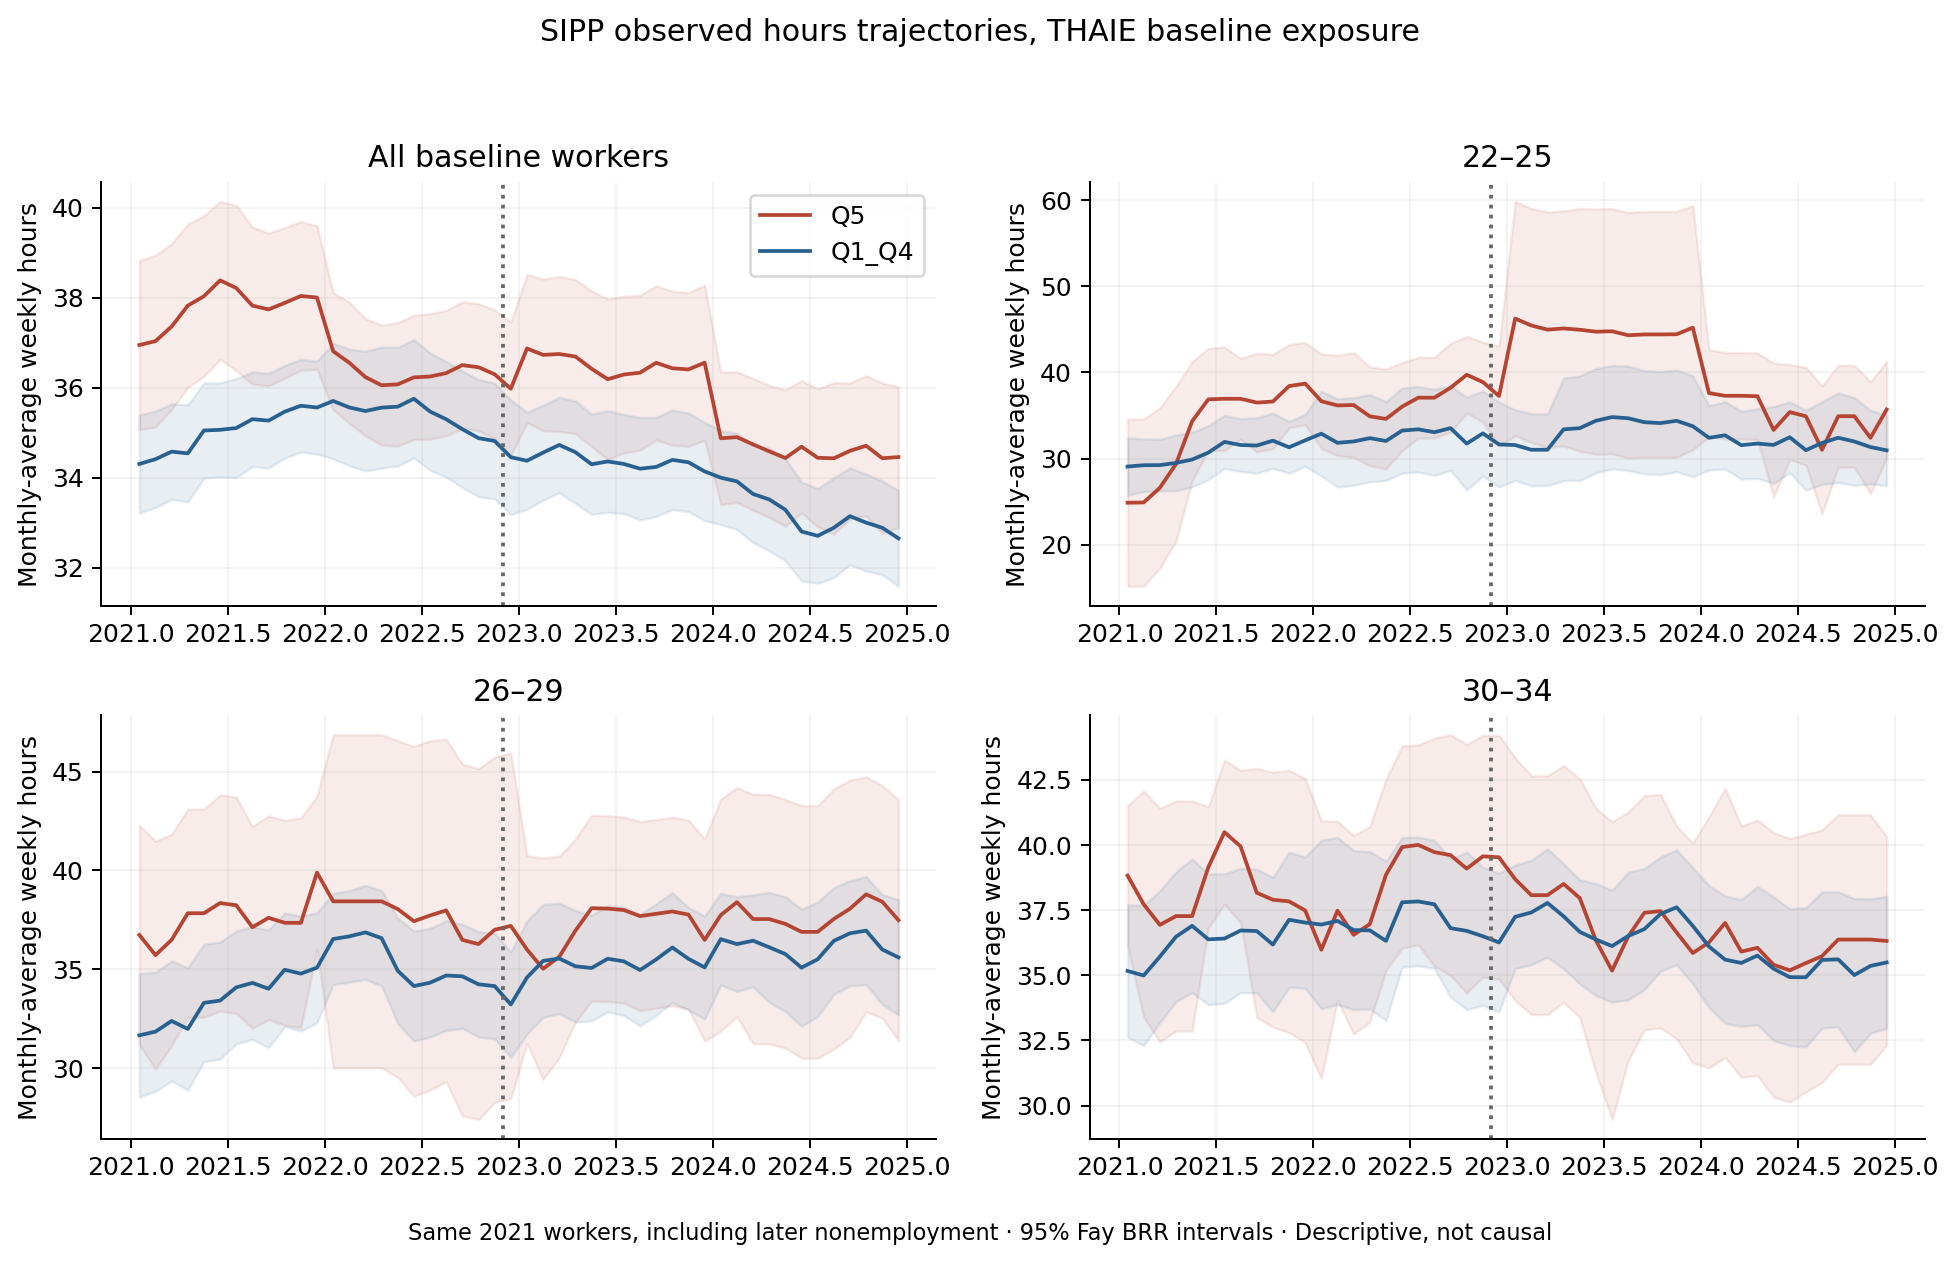 SIPP observed hours trajectories, THAIE baseline exposure
All baseline workers
Monthly-average weekly hours
40
38
36
34
32
Q5
Q1_Q4
2021.0 2021.5 2022.0 2022.5 2023.0 2023.5 2024.0 2024.5 2025.0
22–25
Monthly-average weekly hours
60
50
40
30
20
2021.0 2021.5 2022.0 2022.5 2023.0 2023.5 2024.0 2024.5 2025.0
26–29
Monthly-average weekly hours
45
40
35
30
2021.0 2021.5 2022.0 2022.5 2023.0 2023.5 2024.0 2024.5 2025.0
30–34
Monthly-average weekly hours
42.5
40.0
37.5
35.0
32.5
30.0
2021.0 2021.5 2022.0 2022.5 2023.0 2023.5 2024.0 2024.5 2025.0
Same 2021 workers, including later nonemployment · 95% Fay BRR intervals · Descriptive, not causal